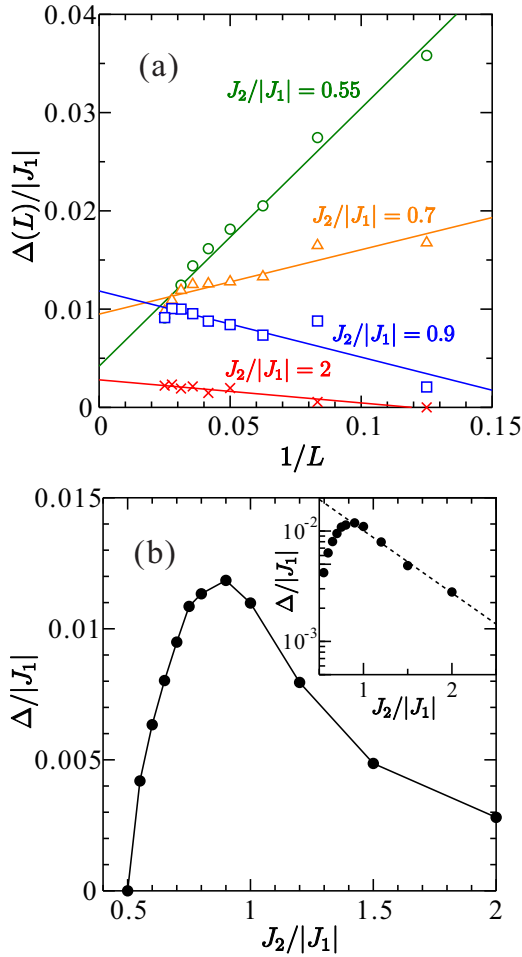 0.04
(a)
J₂/|J₁| = 0.55
0.03
Δ(L)/|J₁|
0.02
J₂/|J₁| = 0.7
0.01
J₂/|J₁| = 0.9
J₂/|J₁| = 2
0
0 0.05 0.1 0.15
1/L
0.015
(b)
10⁻²
Δ/|J₁|
10⁻³
1 2
J₂/|J₁|
0.01
Δ/|J₁|
0.005
0
0.5 1 1.5 2
J₂/|J₁|